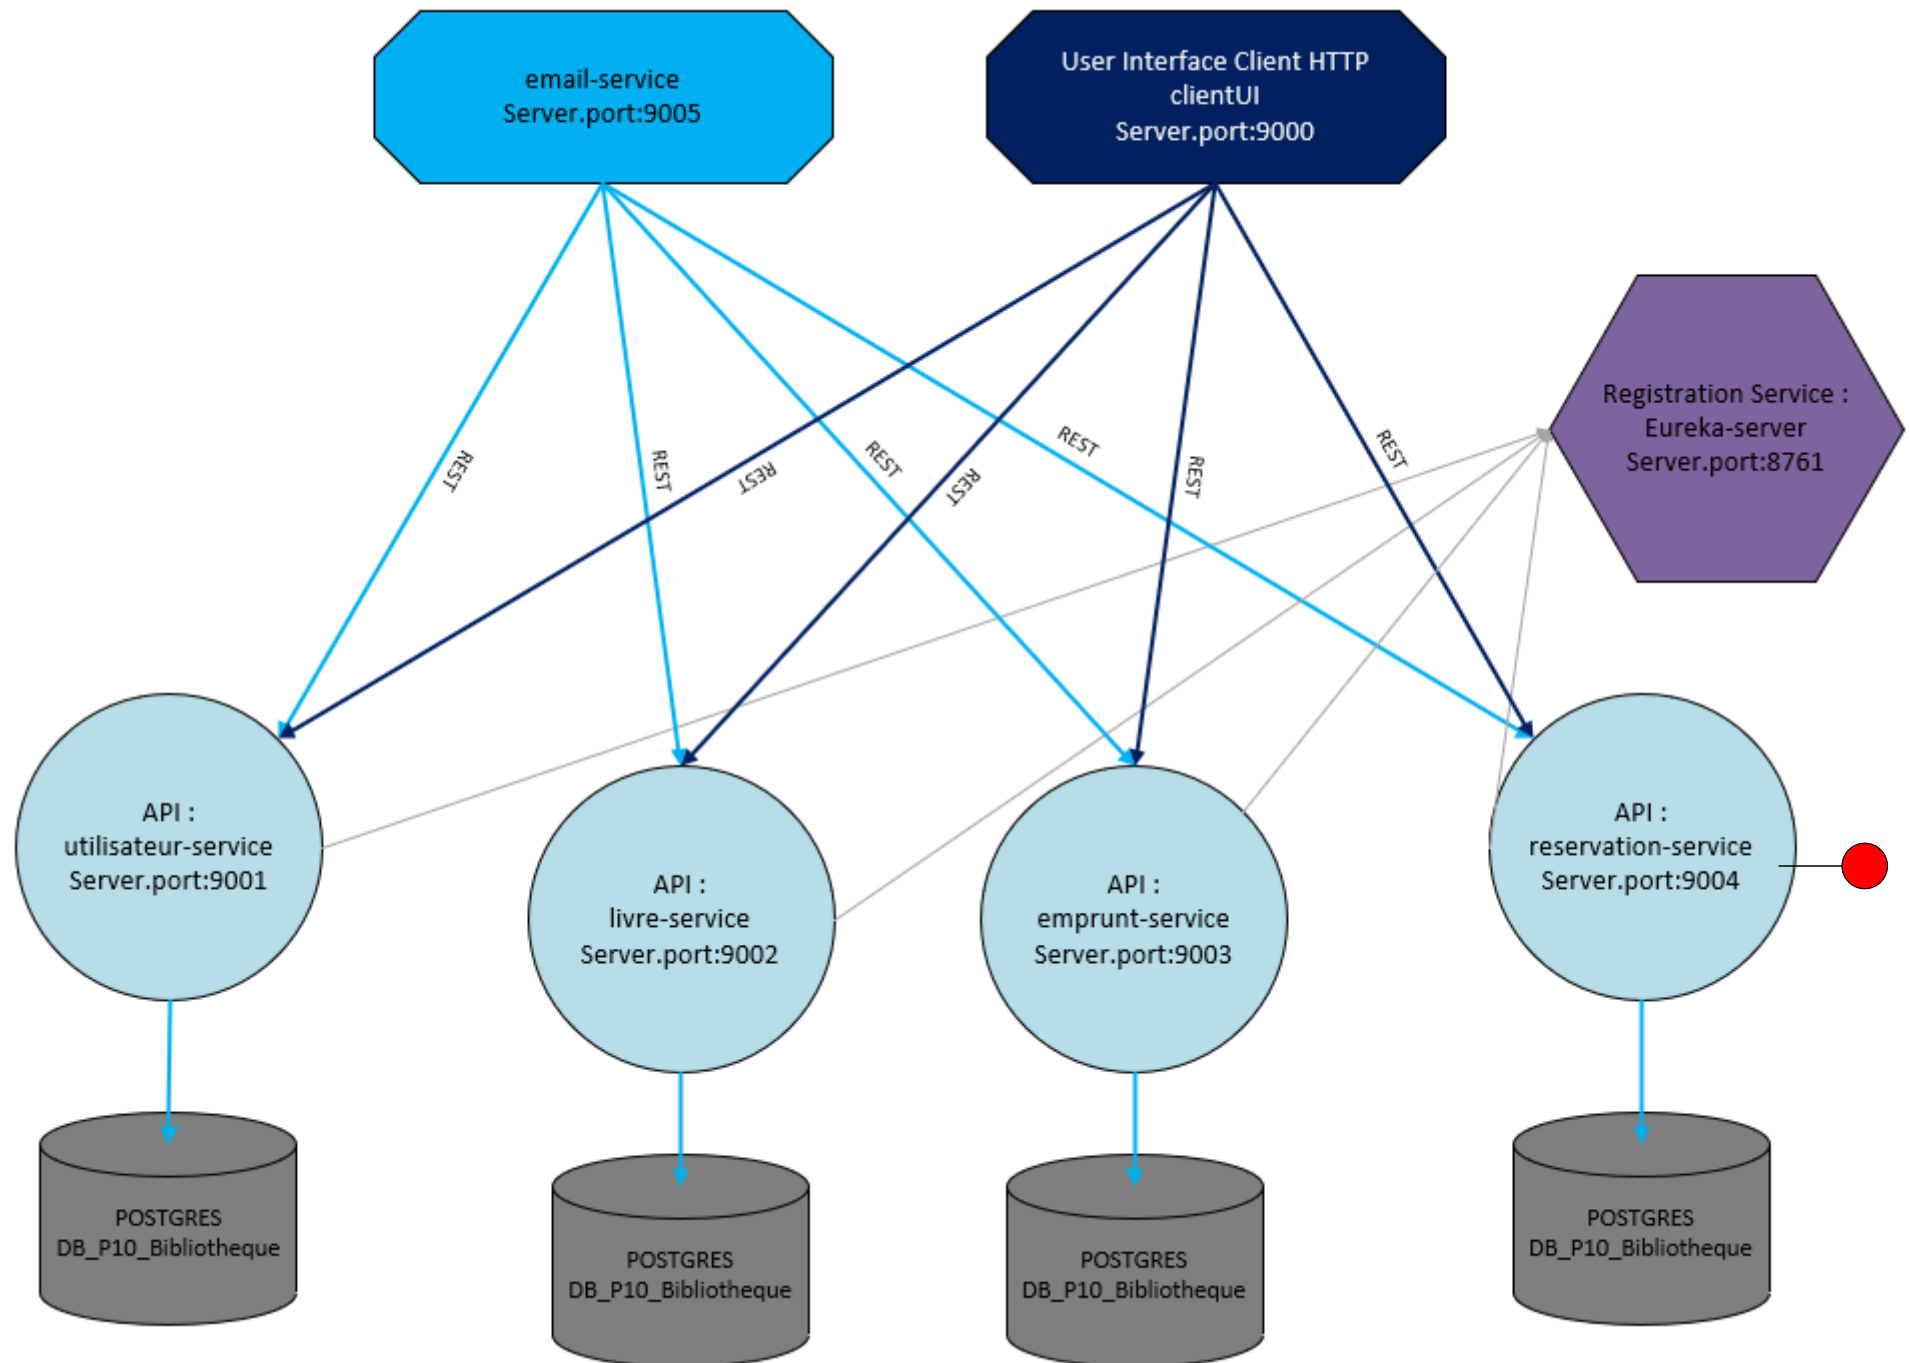 email-service
Server.port:9005
User Interface Client HTTP
clientUI
Server.port:9000
Registration Service :
Eureka-server
Server.port:8761
REST
REST
REST
REST
REST
REST
REST
REST
API :
utilisateur-service
Server.port:9001
API :
livre-service
Server.port:9002
API :
emprunt-service
Server.port:9003
API :
reservation-service
Server.port:9004
POSTGRES
DB_P10_Bibliotheque
POSTGRES
DB_P10_Bibliotheque
POSTGRES
DB_P10_Bibliotheque
POSTGRES
DB_P10_Bibliotheque